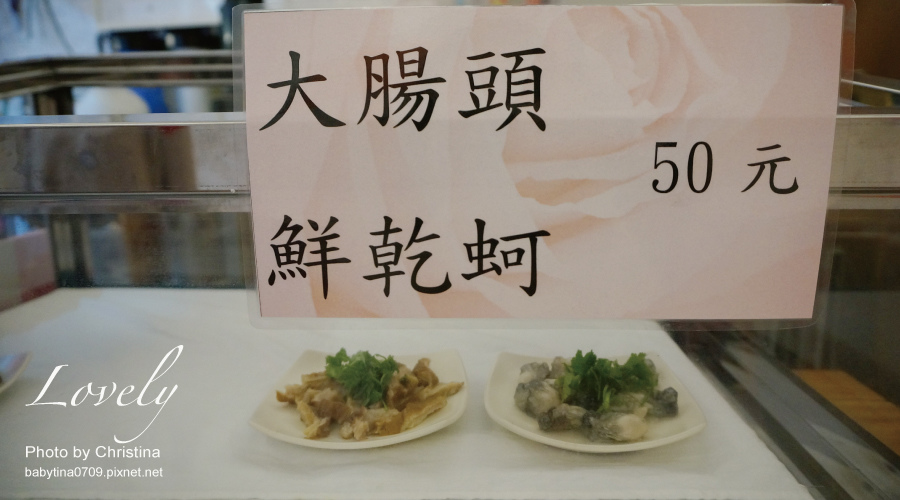 大腸頭
50 元
鮮乾蚵
Lovely
Photo by Christina
babytina0709.pixnet.net